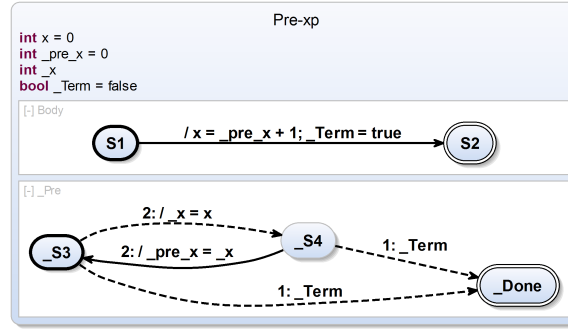 Pre-xp
int x = 0
int _pre_x = 0
int _x
bool _Term = false
[-] Body
S1
/ x = _pre_x + 1; _Term = true
S2
[-] _Pre
2: / _x = x
_S3
2: / _pre_x = _x
_S4
1: _Term
1: _Term
_Done